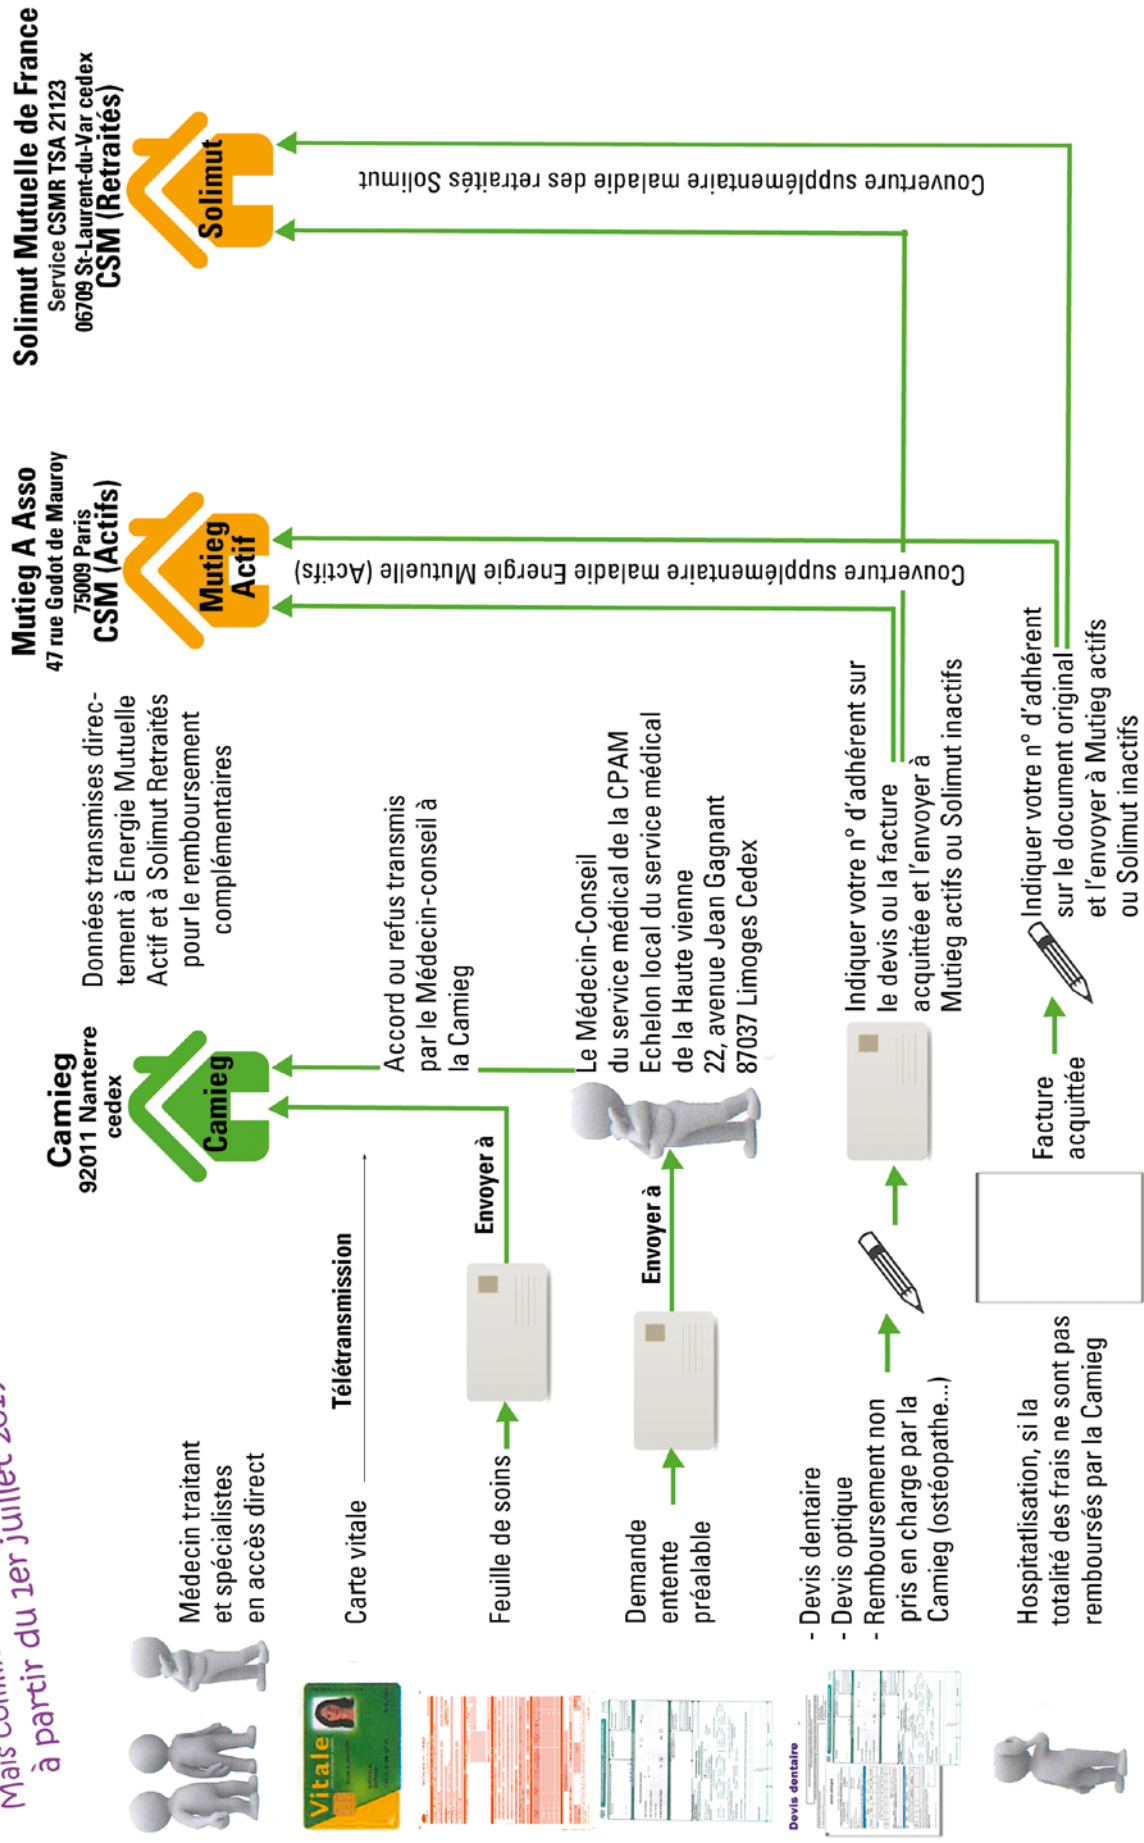 à partir du 1er juillet
Camieg
92011 Nanterre
cedex
Camieg
Données transmises direc-
tement à Energie Mutuelle
Actif et à Solimut Retraités
pour le remboursement
complémentaires
Mutieg A Asso
47 rue Godot de Mauroy
75009 Paris
CSM (Actifs)
Mutieg
Actif
Solimut Mutuelle de France
Service CSMR TSA 21123
06709 St-Laurent-du-Var cedex
CSM (Retraités)
Solimut
Médecin traitant
et spécialistes
en accès direct
Vitale
Carte vitale
Télétransmission
Accord ou refus transmis
par le Médecin-conseil à
la Camieg
Feuille de soins
Envoyer à
Demande
entente
préalable
Envoyer à
Le Médecin-Conseil
du service médical de la CPAM
Echelon local du service médical
de la Haute vienne
22, avenue Jean Gagnant
87037 Limoges Cedex
Couverture supplémentaire maladie Energie Mutuelle (Actifs)
Couverture supplémentaire maladie des retraités Solimut
Devis dentaire
- Devis dentaire
- Devis optique
- Remboursement non
pris en charge par la
Camieg (ostéopathe...)
Indiquer votre n° d'adhérent sur
le devis ou la facture
acquittée et l'envoyer à
Mutieg actifs ou Solimut inactifs
Hospitatlisation, si la
totalité des frais ne sont pas
remboursés par la Camieg
Facture
acquittée
Indiquer votre n° d'adhérent
sur le document original
et l'envoyer à Mutieg actifs
ou Solimut inactifs